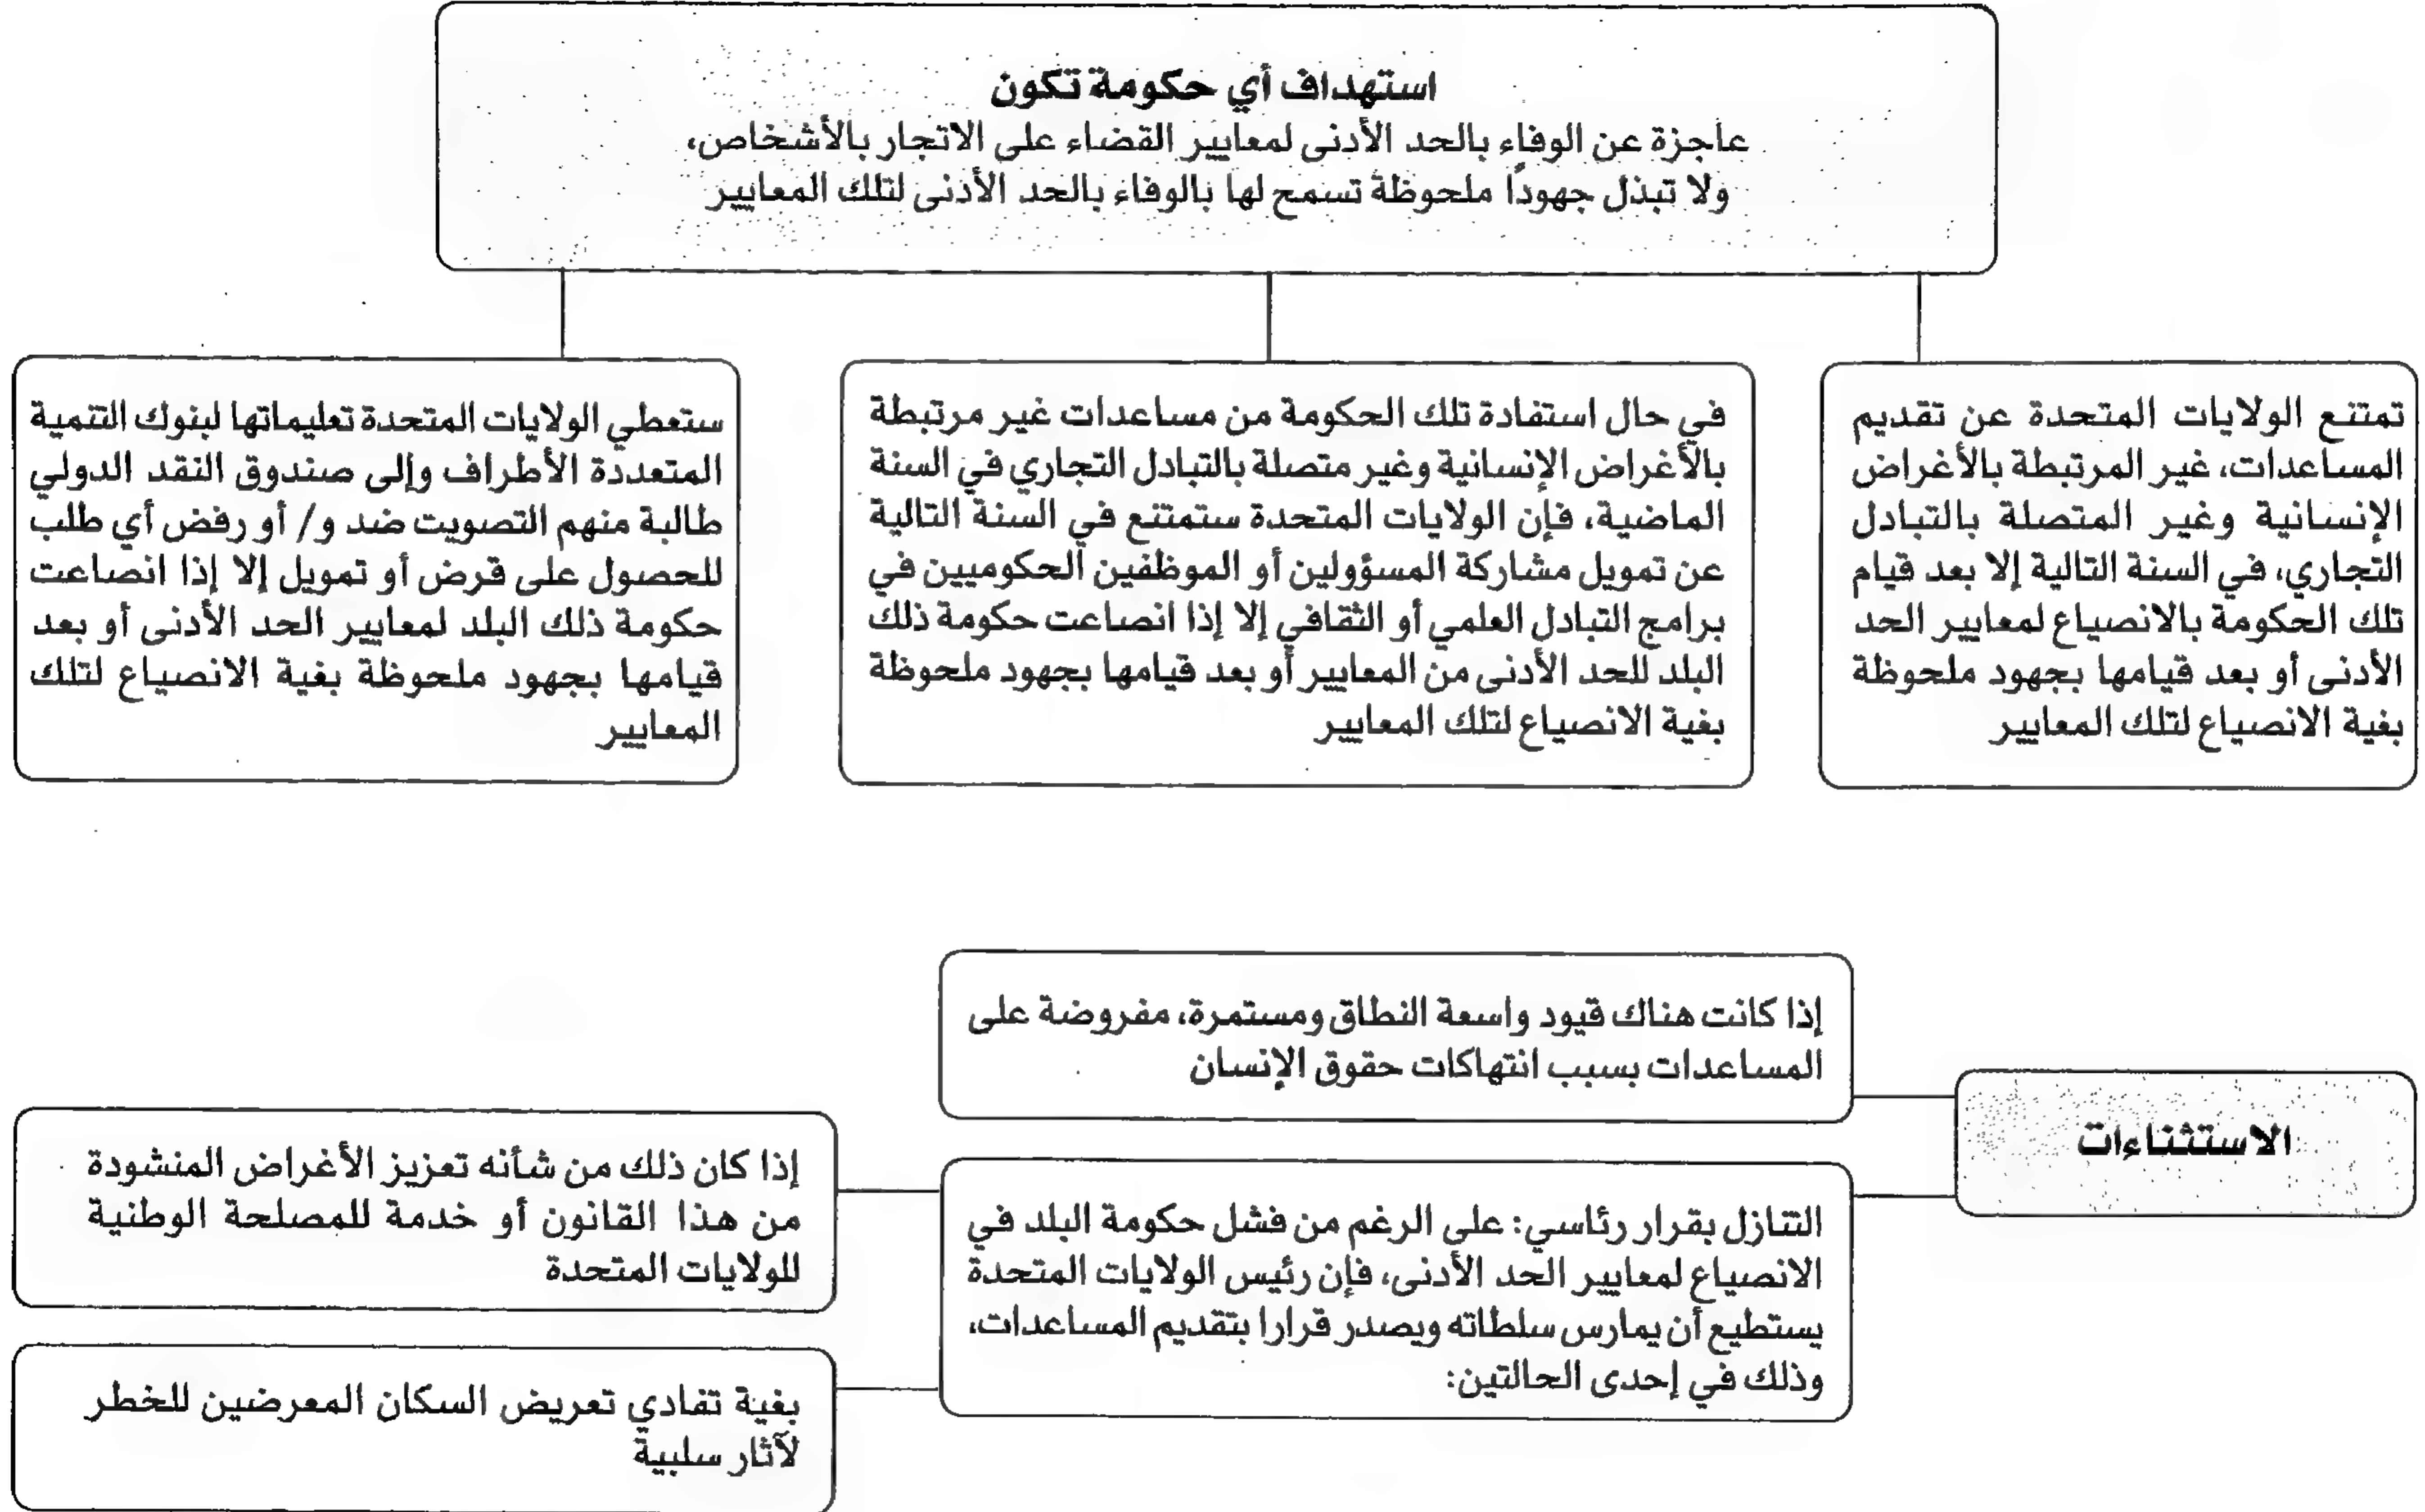 استهداف أي حكومة تكون
عاجزة عن الوفاء بالحد الأدنى لمعايير القضاء على الاتجار بالأشخاص،
ولا تبذل جهودًا ملحوظة تسمح لها بالوفاء بالحد الأدنى لتلك المعايير
تمتنع الولايات المتحدة عن تقديم
المساعدات، غير المرتبطة بالأغراض
الإنسانية وغير المتصلة بالتبادل
التجاري، في السنة التالية إلا بعد قيام
تلك الحكومة بالانصياع لمعايير الحد
الأدنى أو بعد قيامها بجهود ملحوظة
بغية الانصياع لتلك المعايير
في حال استفادة تلك الحكومة من مساعدات غير مرتبطة
بالأغراض الإنسانية وغير متصلة بالتبادل التجاري في السنة
الماضية، فإن الولايات المتحدة ستمتنع في السنة التالية
عن تمويل مشاركة المسؤولين أو الموظفين الحكوميين في
برامج التبادل العلمي أو الثقافي إلا إذا انصاعت حكومة ذلك
البلد للحد الأدنى من المعايير أو بعد قيامها بجهود ملحوظة
بغية الانصياع لتلك المعايير
ستعطي الولايات المتحدة تعليماتها لبنوك التنمية
المتعددة الأطراف وإلى صندوق النقد الدولي
طالبة منهم التصويت ضد و/ أو رفض أي طلب
للحصول على قرض أو تمويل إلا إذا انصاعت
حكومة ذلك البلد لمعايير الحد الأدنى أو بعد
قيامها بجهود ملحوظة بغية الانصياع لتلك
المعايير
الاستثناءات
إذا كانت هناك قيود واسعة النطاق ومستمرة، مفروضة على
المساعدات بسبب انتهاكات حقوق الإنسان
التنازل بقرار رئاسي: على الرغم من فشل حكومة البلد في
الانصياع لمعايير الحد الأدنى، فإن رئيس الولايات المتحدة
يستطيع أن يمارس سلطاته ويصدر قرارا بتقديم المساعدات،
وذلك في إحدى الحالتين:
إذا كان ذلك من شأنه تعزيز الأغراض المنشودة
من هذا القانون أو خدمة للمصلحة الوطنية
للولايات المتحدة
بغية تفادي تعريض السكان المعرضين للخطر
لآثار سلبية